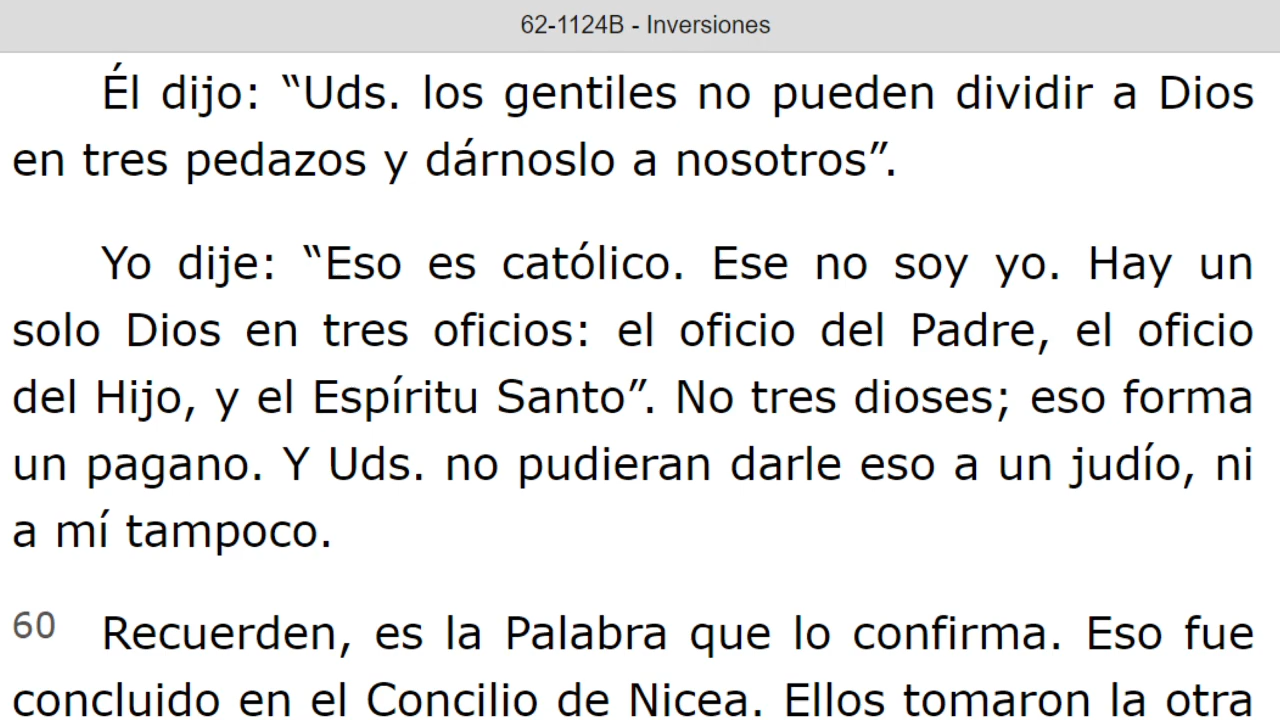 62-1124B - Inversiones
Él dijo: “Uds. los gentiles no pueden dividir a Dios
en tres pedazos y dárnoslo a nosotros”.
Yo dije: “Eso es católico. Ese no soy yo. Hay un
solo Dios en tres oficios: el oficio del Padre, el oficio
del Hijo, y el Espíritu Santo”. No tres dioses; eso forma
un pagano. Y Uds. no pudieran darle eso a un judío, ni
a mí tampoco.
60 Recuerden, es la Palabra que lo confirma. Eso fue
concluido en el Concilio de Nicea. Ellos tomaron la otra